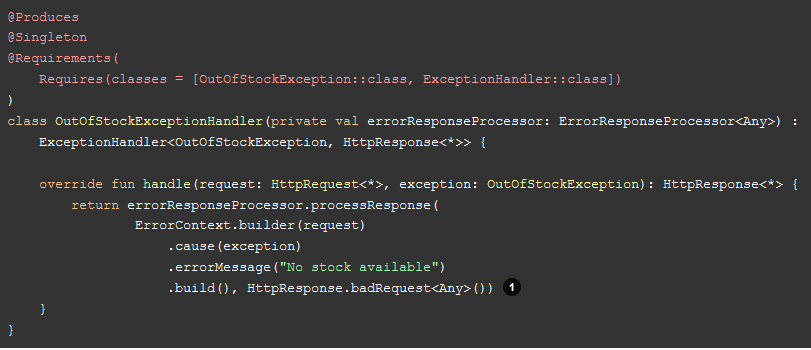 @Produces
@Singleton
@Requirements(
    Requires(classes = [OutOfStockException::class, ExceptionHandler::class])
)
class OutOfStockExceptionHandler(private val errorResponseProcessor: ErrorResponseProcessor<Any>) :
    ExceptionHandler<OutOfStockException, HttpResponse<*>> {

    override fun handle(request: HttpRequest<*>, exception: OutOfStockException): HttpResponse<*> {
        return errorResponseProcessor.processResponse(
                ErrorContext.builder(request)
                    .cause(exception)
                    .errorMessage("No stock available")
                    .build(), HttpResponse.badRequest<Any>()) 1
    }
}